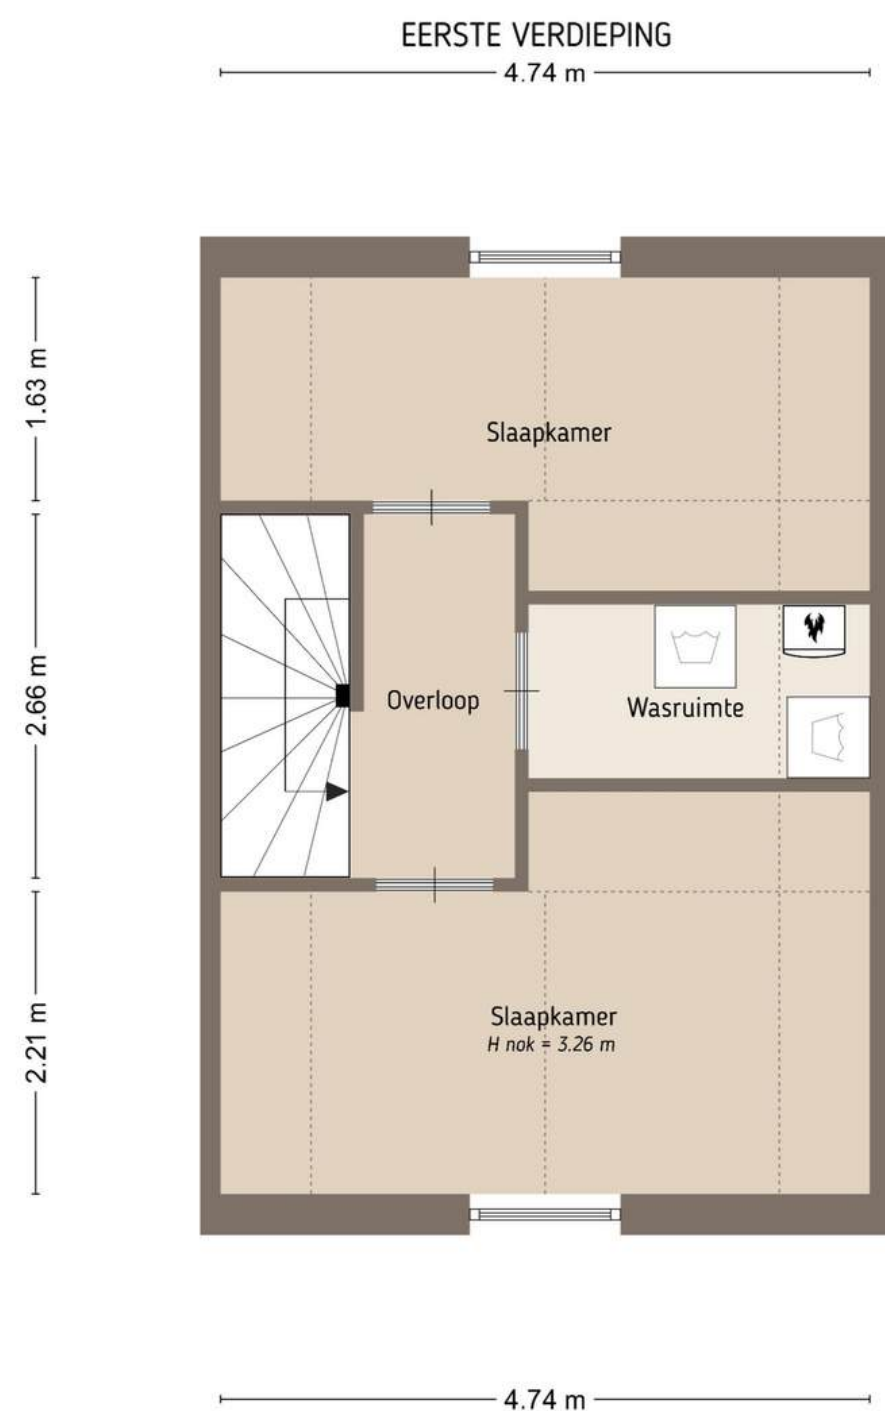 EERSTE VERDIEPING
4.74 m
1.63 m
Slaapkamer
2.66 m
Overloop
Wasruimte
2.21 m
Slaapkamer
H nok = 3.26 m
4.74 m